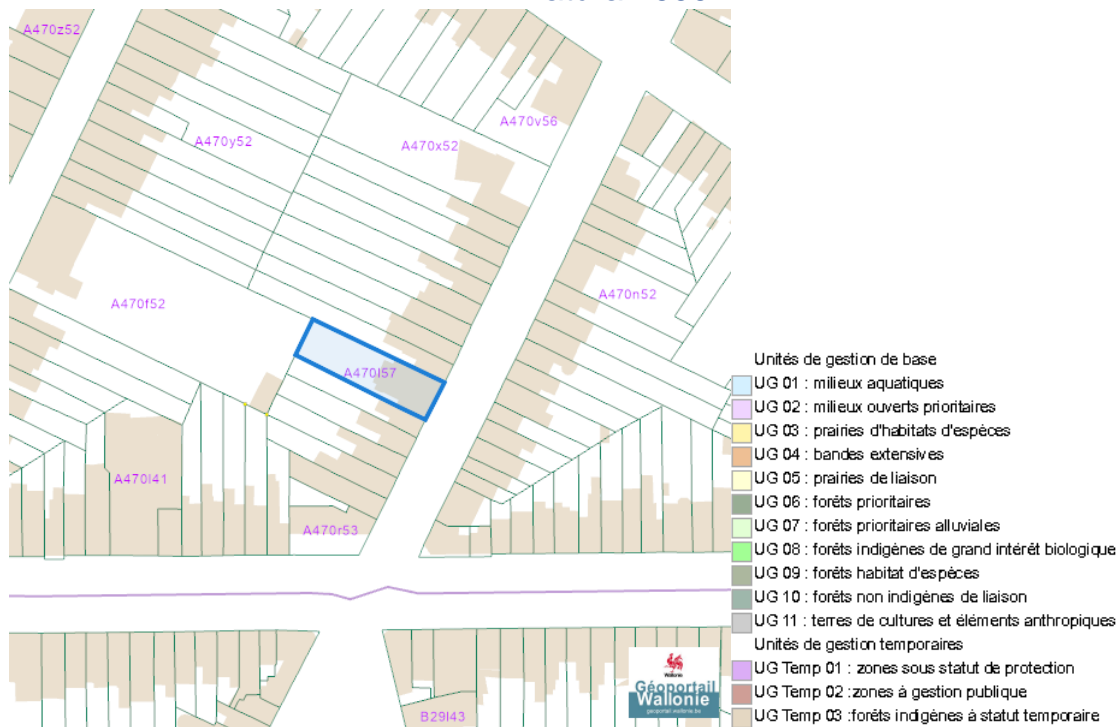 A470z52
A470v56
A470y52
A470x52
A470n52
A470f52
A470l57
A470l41
A470r53
B29l43
Wallonie
Géoportail
Wallonie
geoportail.wallonie.be
Unités de gestion de base
UG 01 : milieux aquatiques
UG 02 : milieux ouverts prioritaires
UG 03 : prairies d'habitats d'espèces
UG 04 : bandes extensives
UG 05 : prairies de liaison
UG 06 : forêts prioritaires
UG 07 : forêts prioritaires alluviales
UG 08 : forêts indigènes de grand intérêt biologique
UG 09 : forêts habitat d'espèces
UG 10 : forêts non indigènes de liaison
UG 11 : terres de cultures et éléments anthropiques
Unités de gestion temporaires
UG Temp 01 : zones sous statut de protection
UG Temp 02 :zones à gestion publique
UG Temp 03 :forêts indigènes à statut temporaire